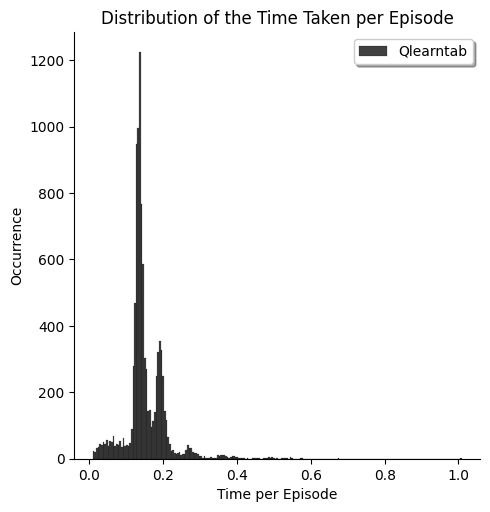 Distribution of the Time Taken per Episode
Qlearntab
1200
1000
800
600
400
200
0
Occurrence
0.0 0.2 0.4 0.6 0.8 1.0
Time per Episode